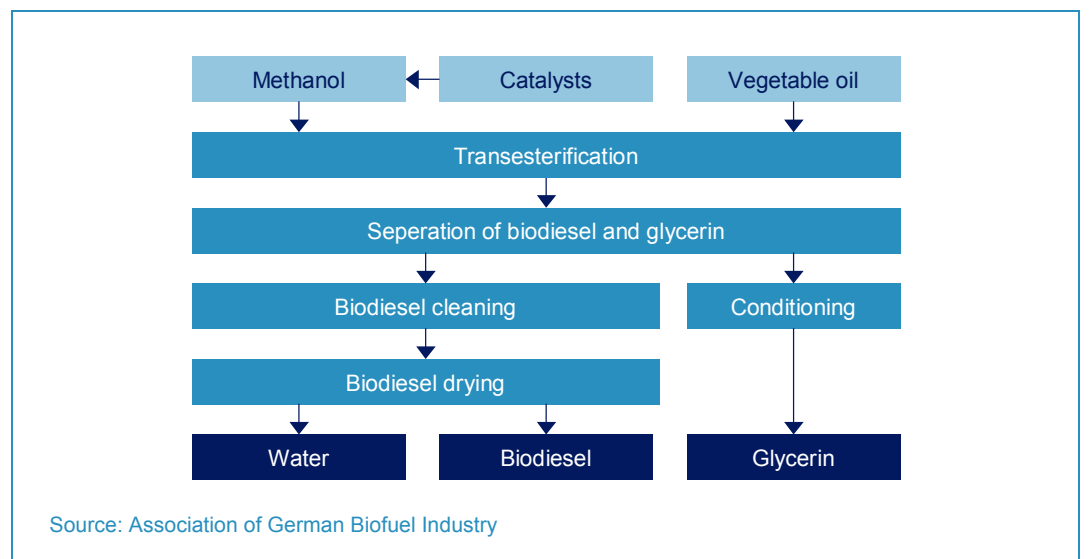 Methanol
Catalysts
Vegetable oil
Transesterification
Seperation of biodiesel and glycerin
Biodiesel cleaning
Conditioning
Biodiesel drying
Water
Biodiesel
Glycerin
Source: Association of German Biofuel Industry